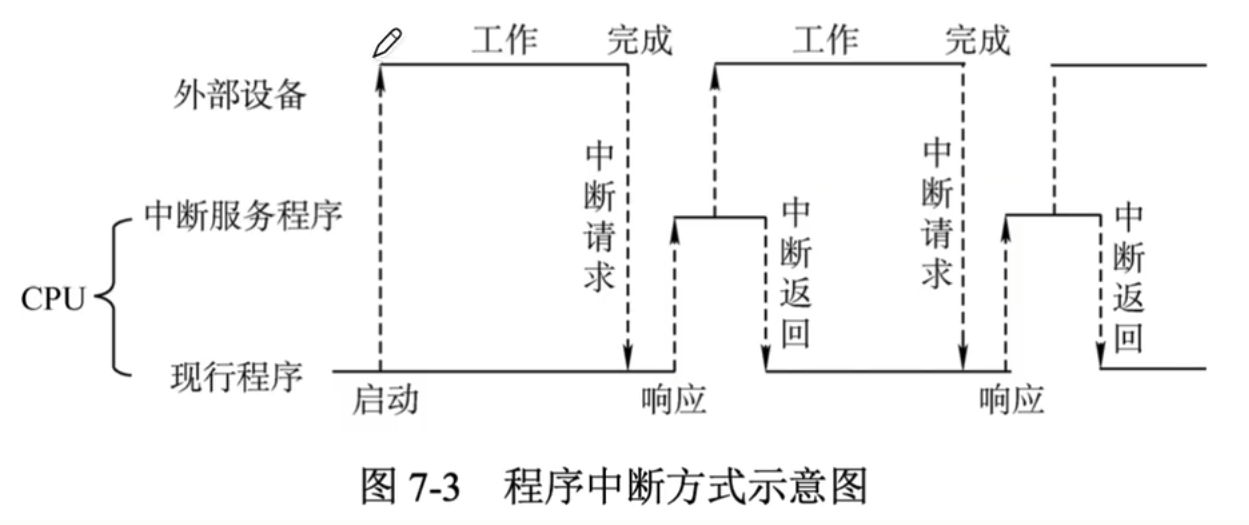 工作 完成 工作 完成
外部设备
中断请求
中断请求
中断服务程序
中断返回
中断返回
CPU
现行程序
启动 响应 响应
图 7-3 程序中断方式示意图